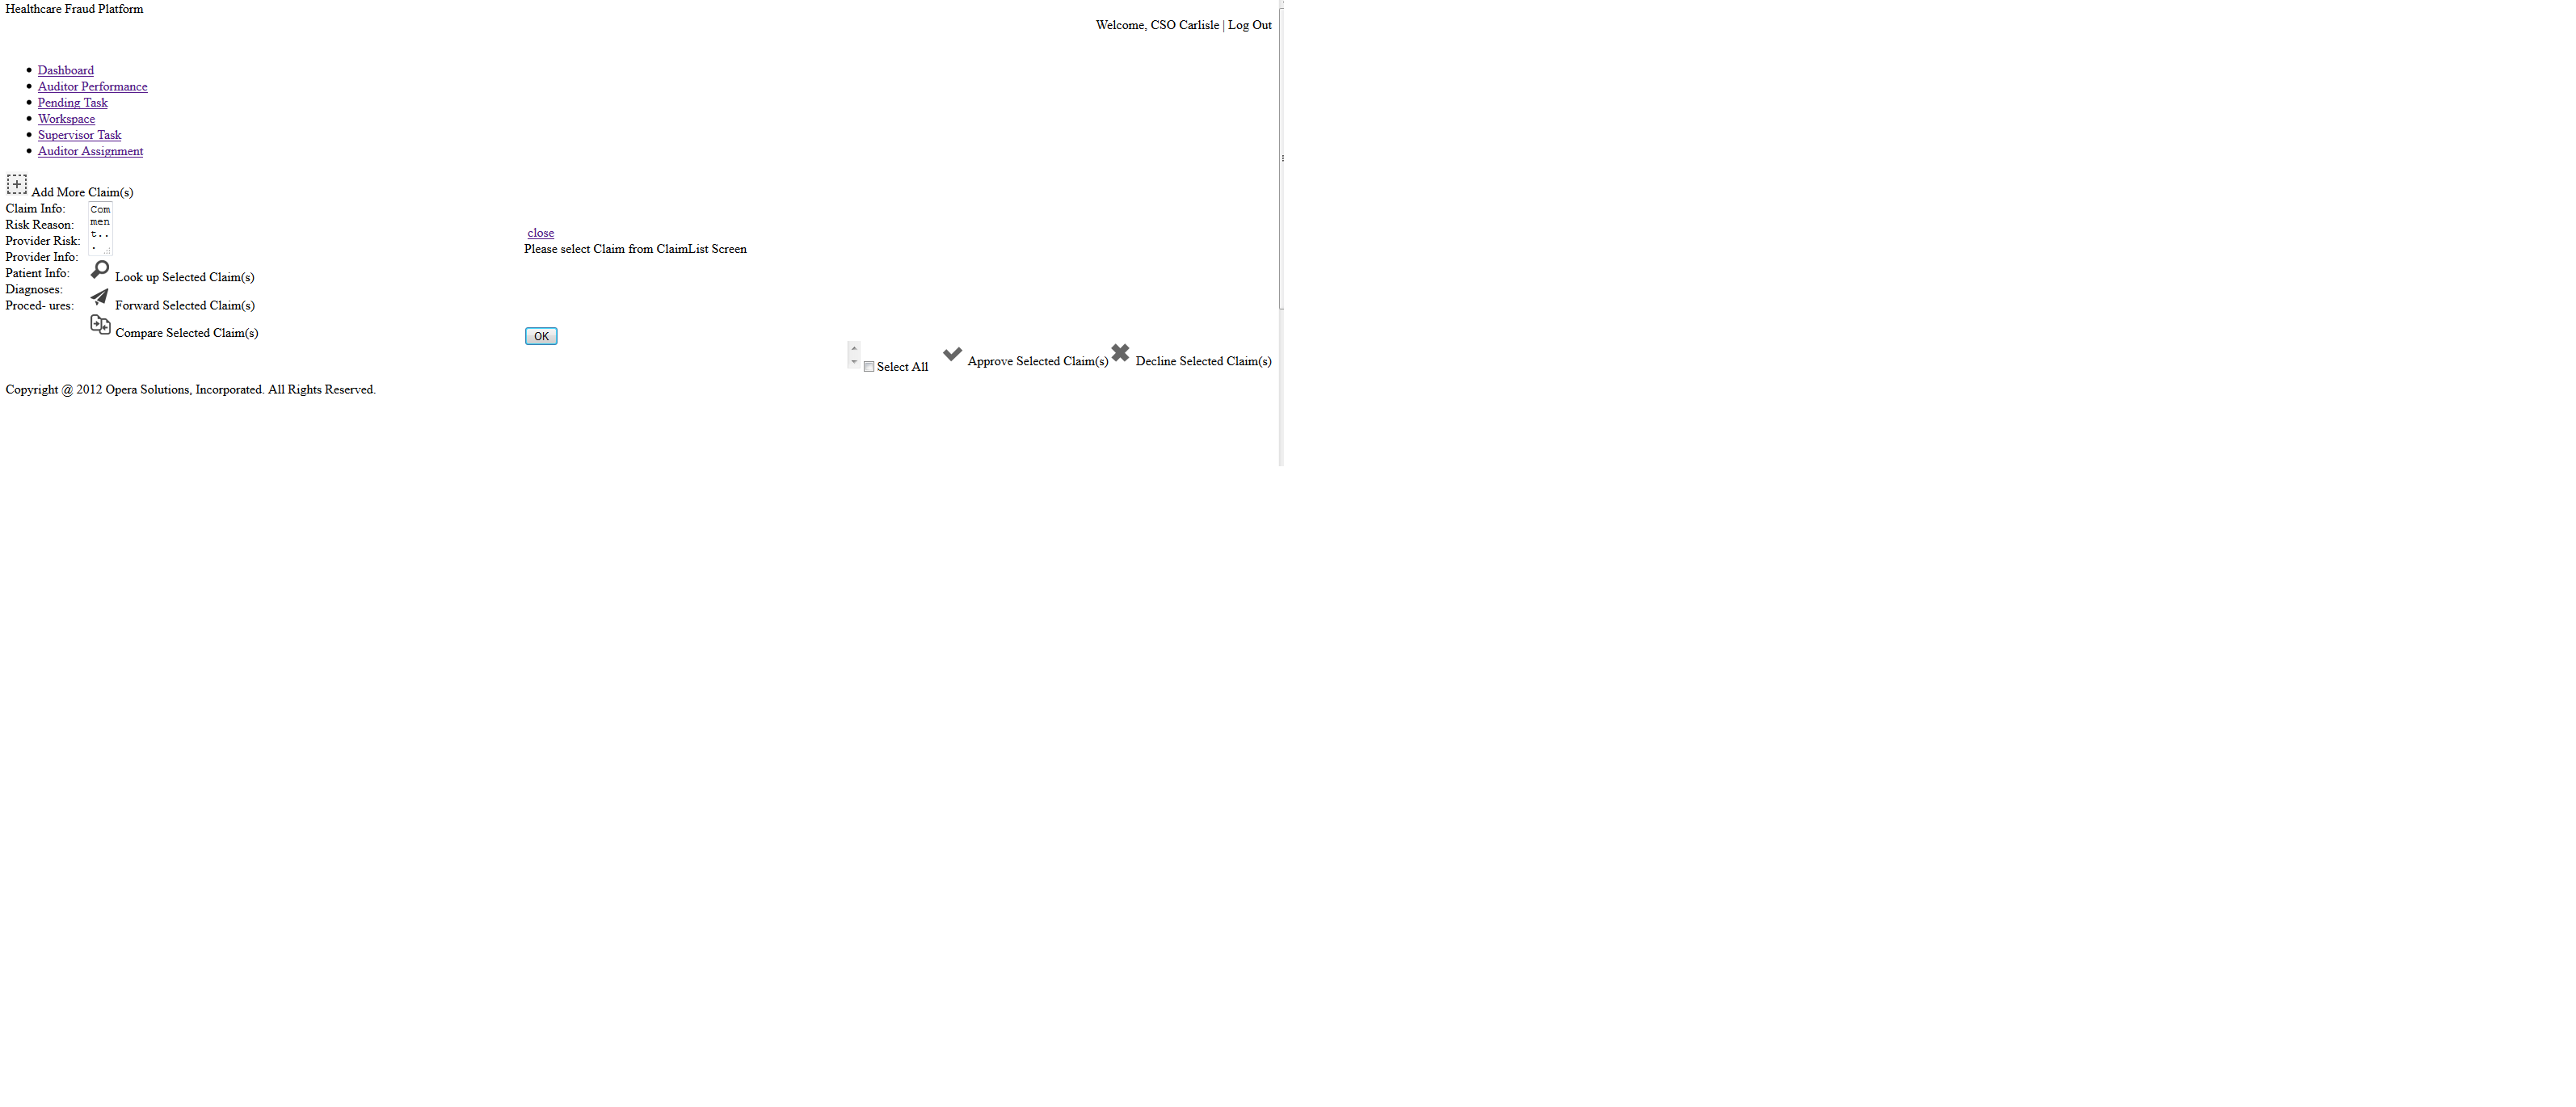 Healthcare Fraud Platform
Welcome, CSO Carlisle | Log Out
Dashboard
Auditor Performance
Pending Task
Workspace
Supervisor Task
Auditor Assignment
Add More Claim(s)
Claim Info:
Risk Reason:
Provider Risk:
Provider Info:
Patient Info:
Diagnoses:
Proced- ures:
Com
men
t..
.
Look up Selected Claim(s)
Forward Selected Claim(s)
Compare Selected Claim(s)
close
Please select Claim from ClaimList Screen
OK
Select All
Approve Selected Claim(s)
Decline Selected Claim(s)
Copyright @ 2012 Opera Solutions, Incorporated. All Rights Reserved.